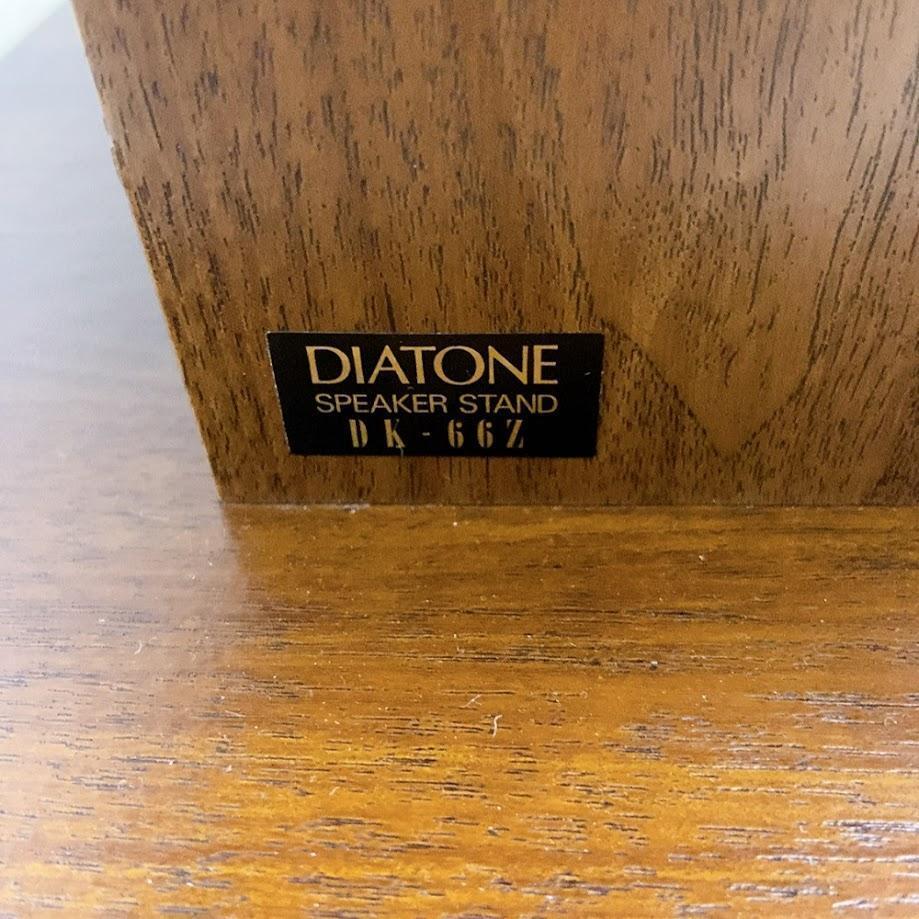 DIATONE
SPEAKER STAND
DK-66Z